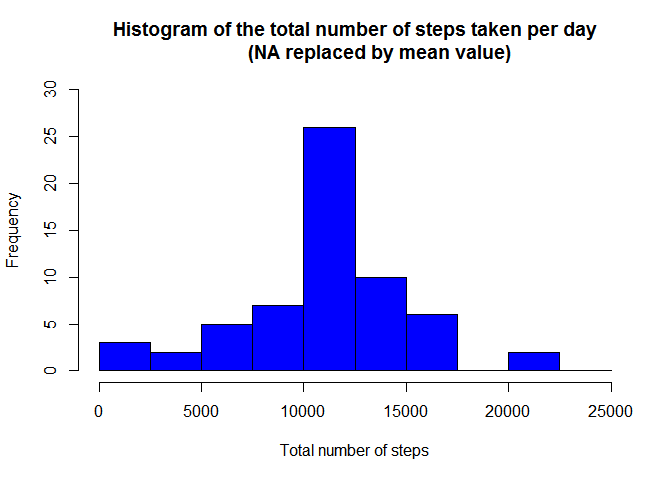 Histogram of the total number of steps taken per day
(NA replaced by mean value)
30
25
20
15
10
5
0
Frequency
0 5000 10000 15000 20000 25000
Total number of steps